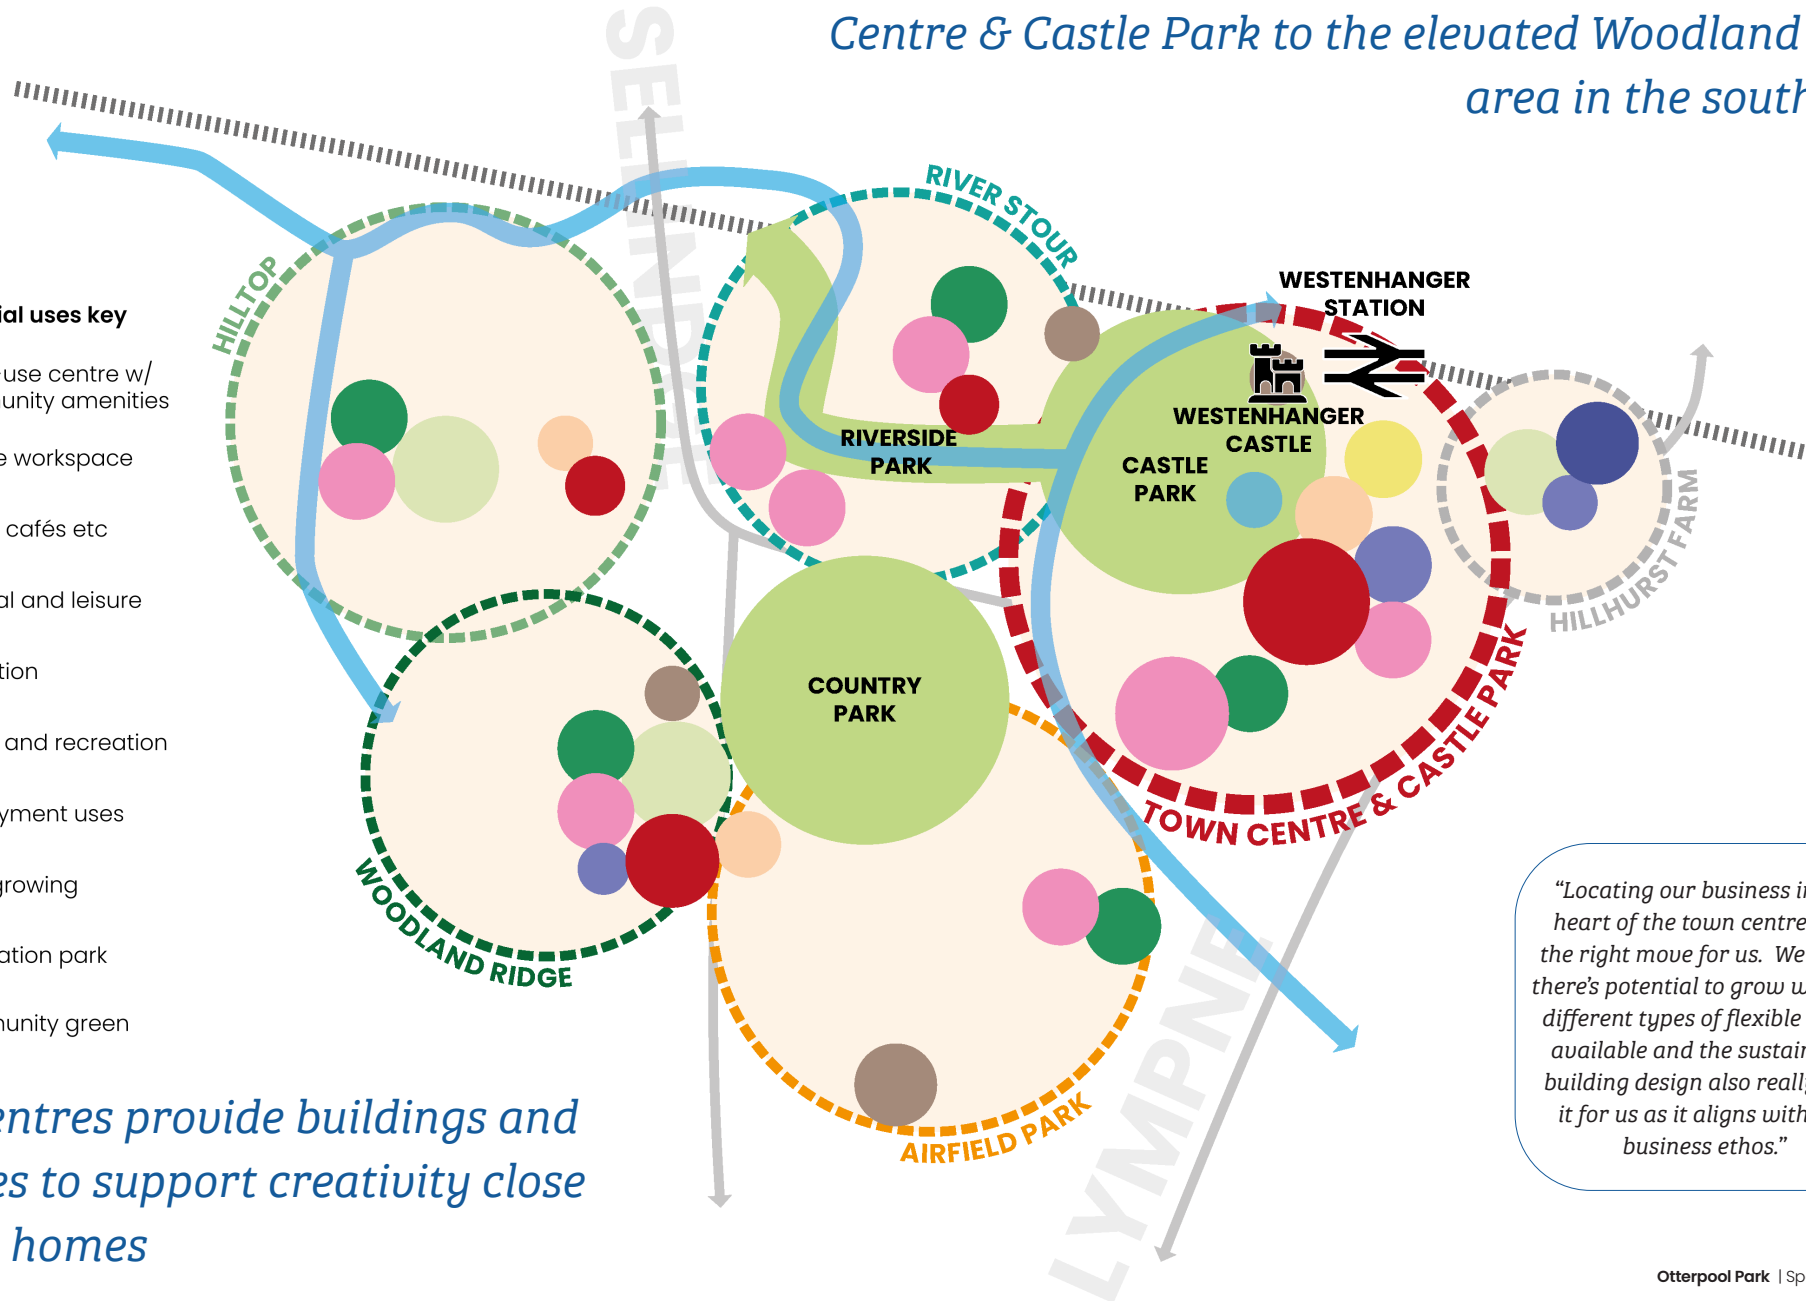 Centre & Castle Park to the elevated Woodland
area in the south
SELLINDGE
RIVER STOUR
HILLTOP
WESTENHANGER
STATION
WESTENHANGER
CASTLE
RIVERSIDE
PARK
CASTLE
PARK
HILLHURST FARM
COUNTRY
PARK
TOWN CENTRE & CASTLE PARK
WOODLAND RIDGE
AIRFIELD PARK
LYMPNE
ial uses key
use centre w/
unity amenities
e workspace
cafés etc
al and leisure
tion
and recreation
yment uses
growing
ation park
unity green
entres provide buildings and
es to support creativity close
homes
“Locating our business i
heart of the town centre
the right move for us. We
there’s potential to grow w
different types of flexible
available and the sustain
building design also really
it for us as it aligns with
business ethos.”
Otterpool Park | Sp